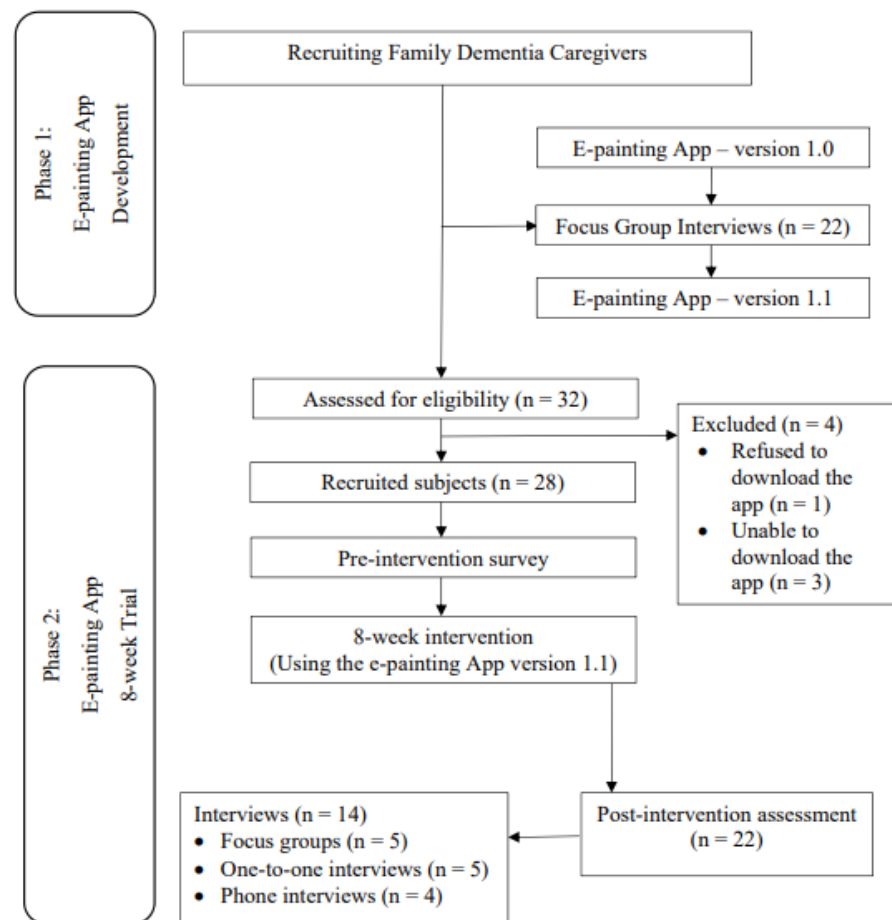 Phase 1:
E-painting App
Development
Recruiting Family Dementia Caregivers
E-painting App – version 1.0
Focus Group Interviews (n = 22)
E-painting App – version 1.1
Phase 2:
E-painting App
8-week Trial
Assessed for eligibility (n = 32)
Excluded (n = 4)
• Refused to
download the
app (n = 1)
• Unable to
download the
app (n = 3)
Recruited subjects (n = 28)
Pre-intervention survey
8-week intervention
(Using the e-painting App version 1.1)
Post-intervention assessment
(n = 22)
Interviews (n = 14)
• Focus groups (n = 5)
• One-to-one interviews (n = 5)
• Phone interviews (n = 4)